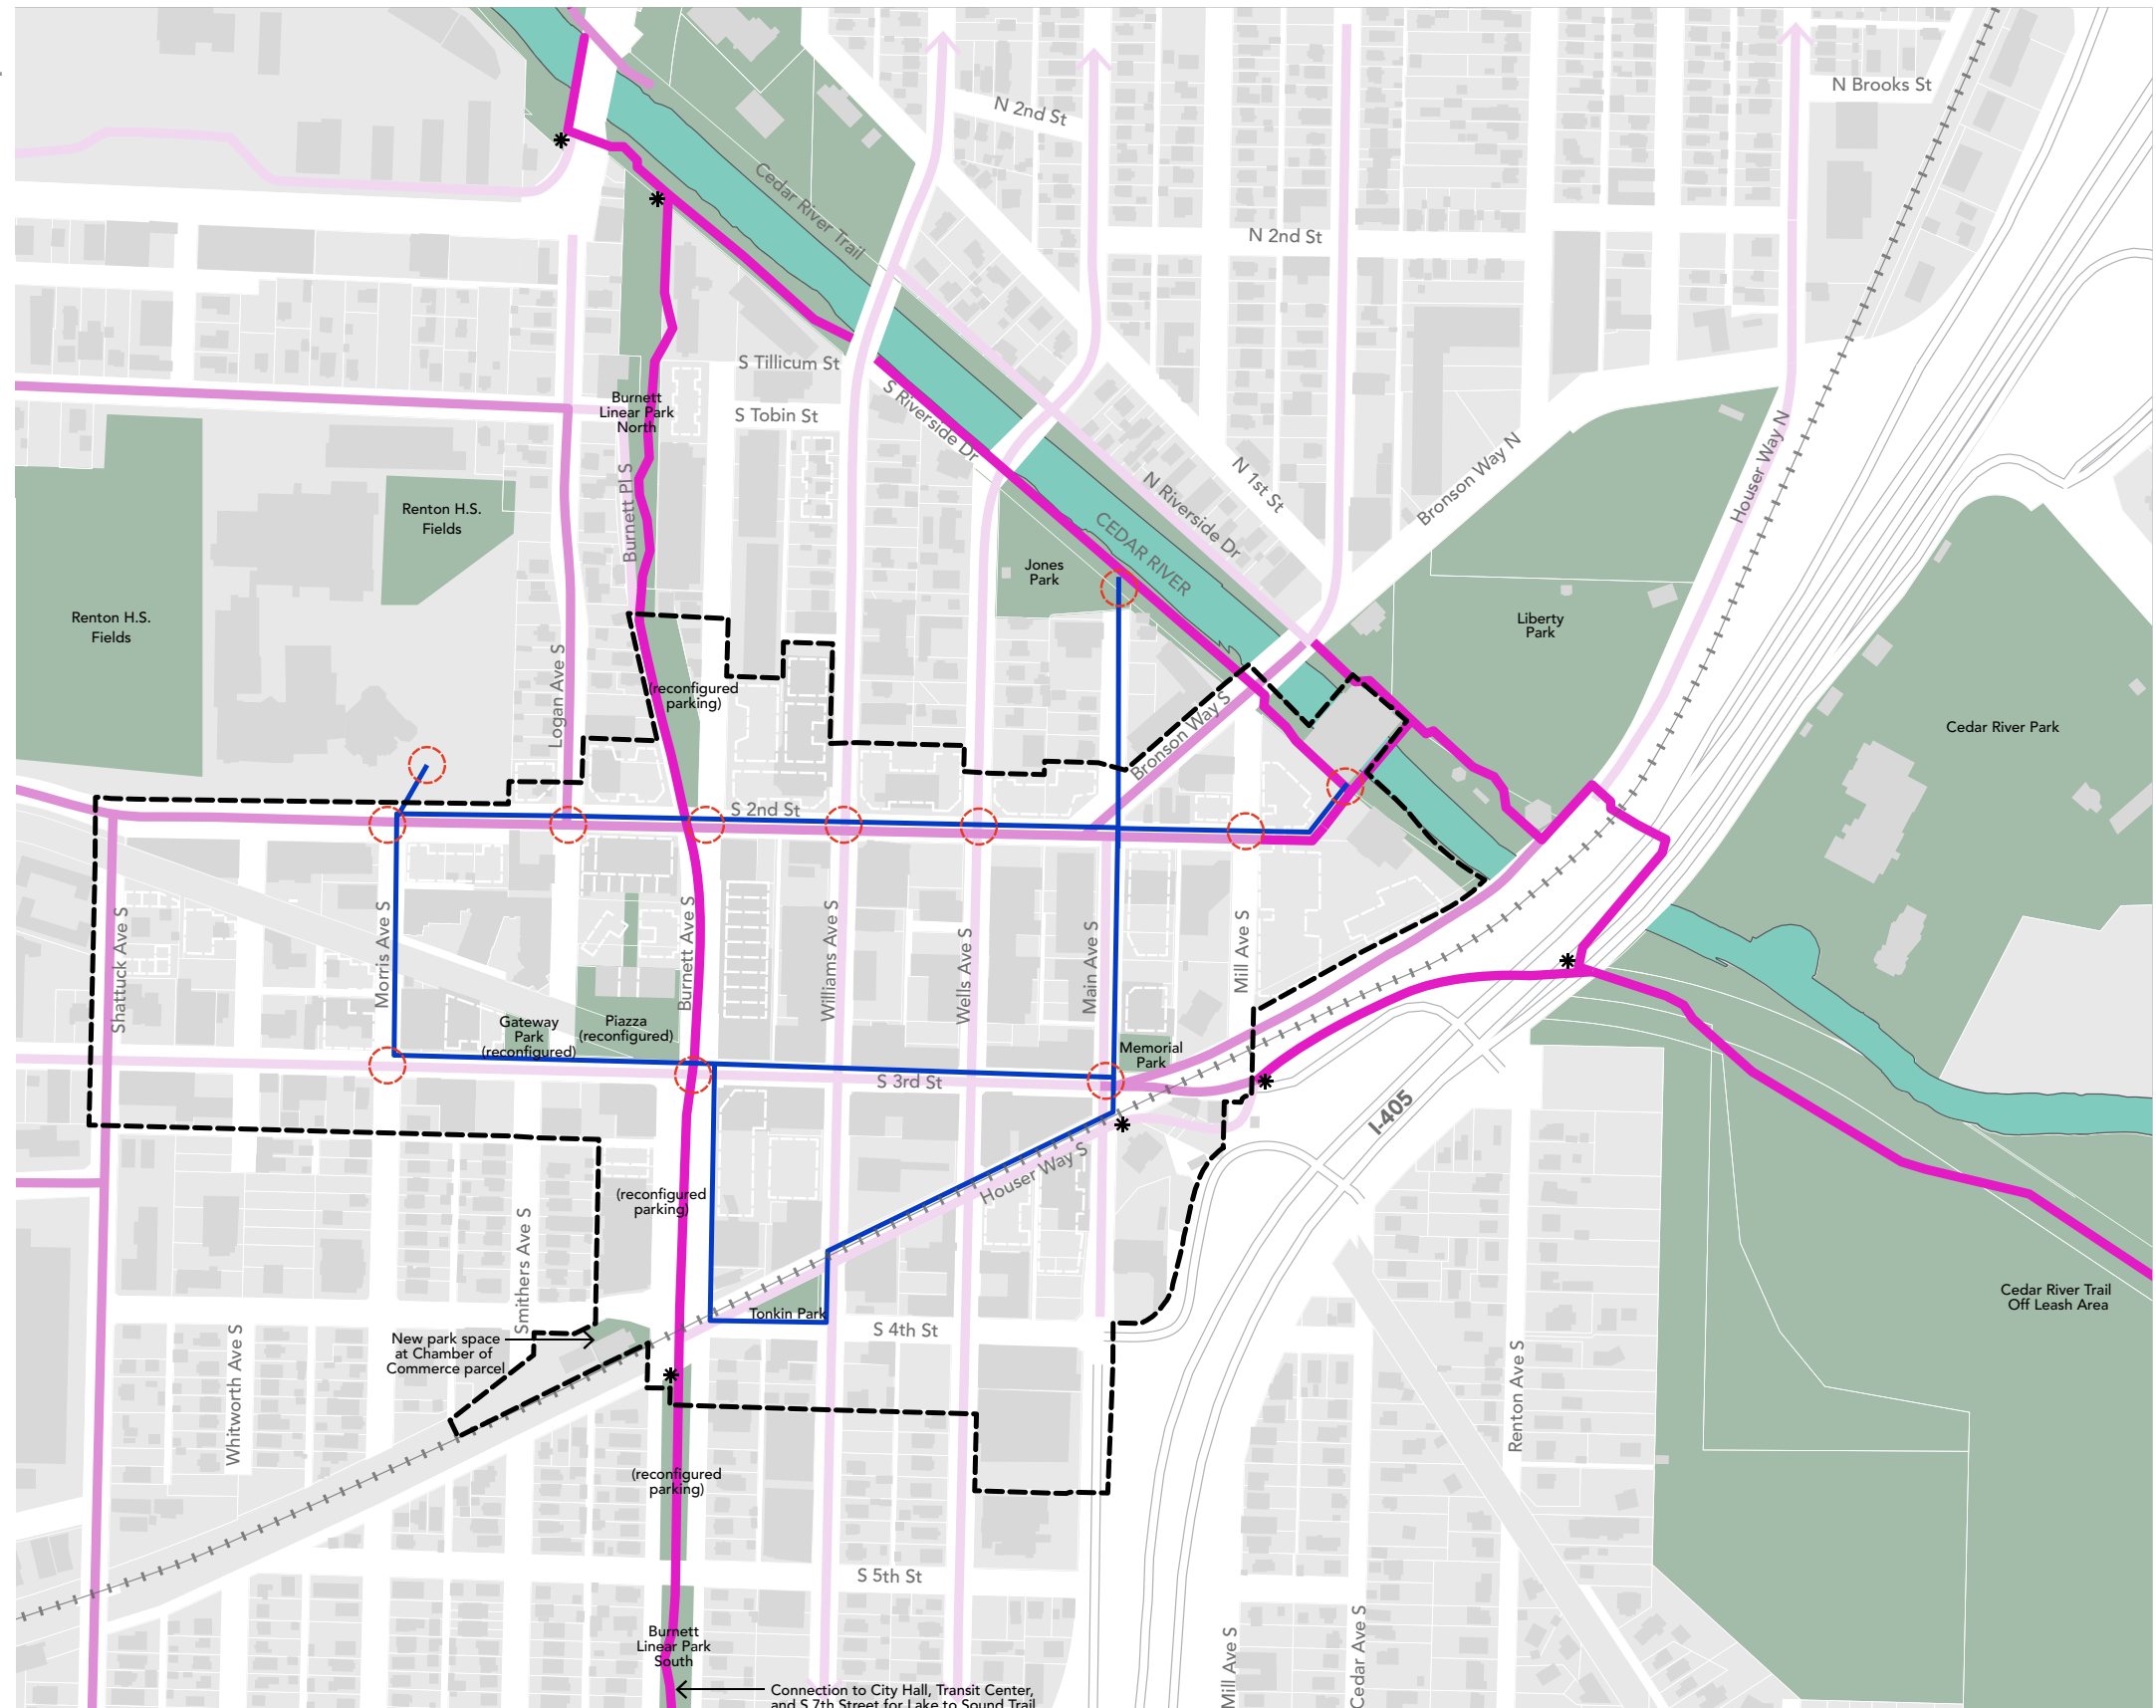 N Brooks St
N 2nd St
Cedar River Trail
N 2nd St
S Tillicum St
S Tobin St
Burnett
Linear Park
North
S Riverside Dr
Burnett Pl S
N Riverside Dr
N 1st St
Bronson Way N
Houser Way N
CEDAR RIVER
Renton H.S.
Fields
Renton H.S.
Fields
Jones
Park
Liberty
Park
Cedar River Park
Logan Ave S
(reconfigured
parking)
Bronson Way S
S 2nd St
Shattuck Ave S
Morris Ave S
Burnett Ave S
Williams Ave S
Wells Ave S
Main Ave S
Mill Ave S
Gateway
Park
(reconfigured)
Piazza
(reconfigured)
Memorial
Park
S 3rd St
I-405
Houser Way S
(reconfigured
parking)
Smithers Ave S
Tonkin Park
S 4th St
New park space
at Chamber of
Commerce parcel
Whitworth Ave S
Renton Ave S
Cedar River Trail
Off Leash Area
(reconfigured
parking)
S 5th St
Burnett
Linear Park
South
Mill Ave S
Cedar Ave S
Connection to City Hall, Transit Center,
and S 7th Street for Lake to Sound Trail